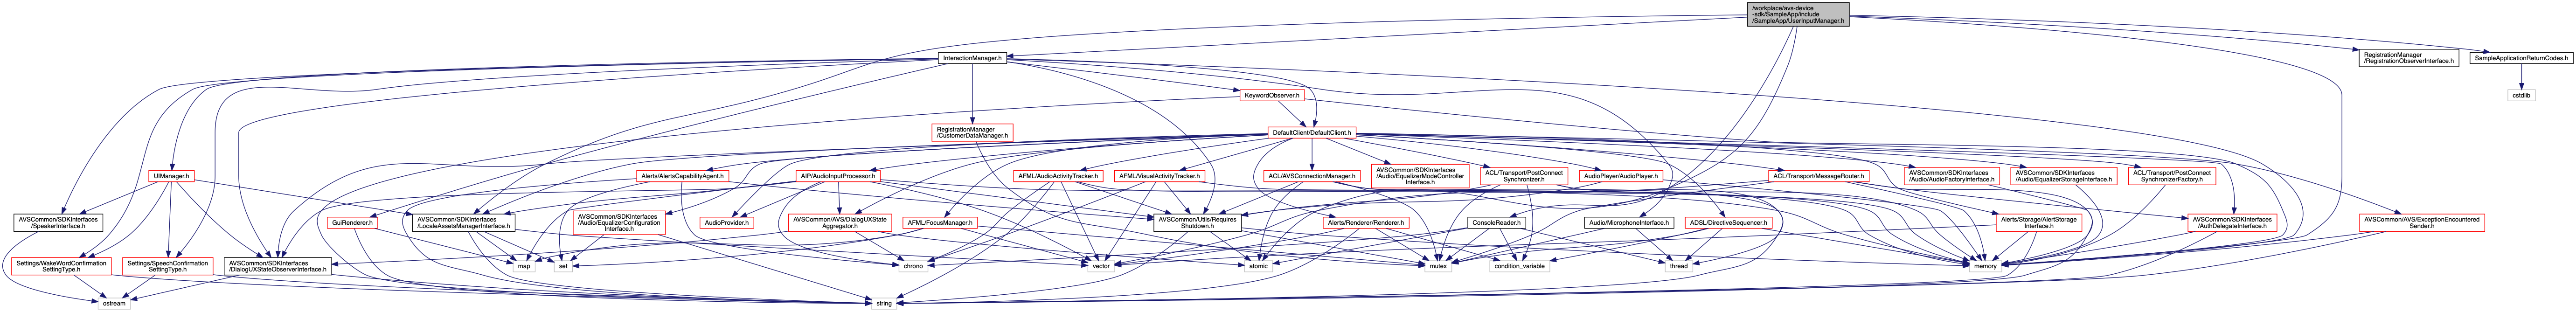 /workplace/avs-device
-sdk/SampleApp/include
/SampleApp/UserInputManager.h
InteractionManager.h
RegistrationManager
/RegistrationObserverInterface.h
SampleApplicationReturnCodes.h
KeywordObserver.h
cstdlib
RegistrationManager
/CustomerDataManager.h
DefaultClient/DefaultClient.h
UIManager.h
Alerts/AlertsCapabilityAgent.h
AIP/AudioInputProcessor.h
AFML/AudioActivityTracker.h
AFML/VisualActivityTracker.h
ACL/AVSConnectionManager.h
AVSCommon/SDKInterfaces
/Audio/EqualizerModeController
Interface.h
ACL/Transport/PostConnect
Synchronizer.h
AudioPlayer/AudioPlayer.h
ACL/Transport/MessageRouter.h
AVSCommon/SDKInterfaces
/Audio/AudioFactoryInterface.h
AVSCommon/SDKInterfaces
/Audio/EqualizerStorageInterface.h
ACL/Transport/PostConnect
SynchronizerFactory.h
AVSCommon/SDKInterfaces
/SpeakerInterface.h
GuiRenderer.h
AVSCommon/SDKInterfaces
/LocaleAssetsManagerInterface.h
AVSCommon/SDKInterfaces
/Audio/EqualizerConfiguration
Interface.h
AudioProvider.h
AVSCommon/AVS/DialogUXState
Aggregator.h
AFML/FocusManager.h
AVSCommon/Utils/Requires
Shutdown.h
Alerts/Renderer/Renderer.h
ConsoleReader.h
Audio/MicrophoneInterface.h
ADSL/DirectiveSequencer.h
Alerts/Storage/AlertStorage
Interface.h
AVSCommon/SDKInterfaces
/AuthDelegateInterface.h
AVSCommon/AVS/ExceptionEncountered
Sender.h
Settings/WakeWordConfirmation
SettingType.h
Settings/SpeechConfirmation
SettingType.h
AVSCommon/SDKInterfaces
/DialogUXStateObserverInterface.h
map
set
chrono
vector
atomic
mutex
condition_variable
thread
memory
ostream
string